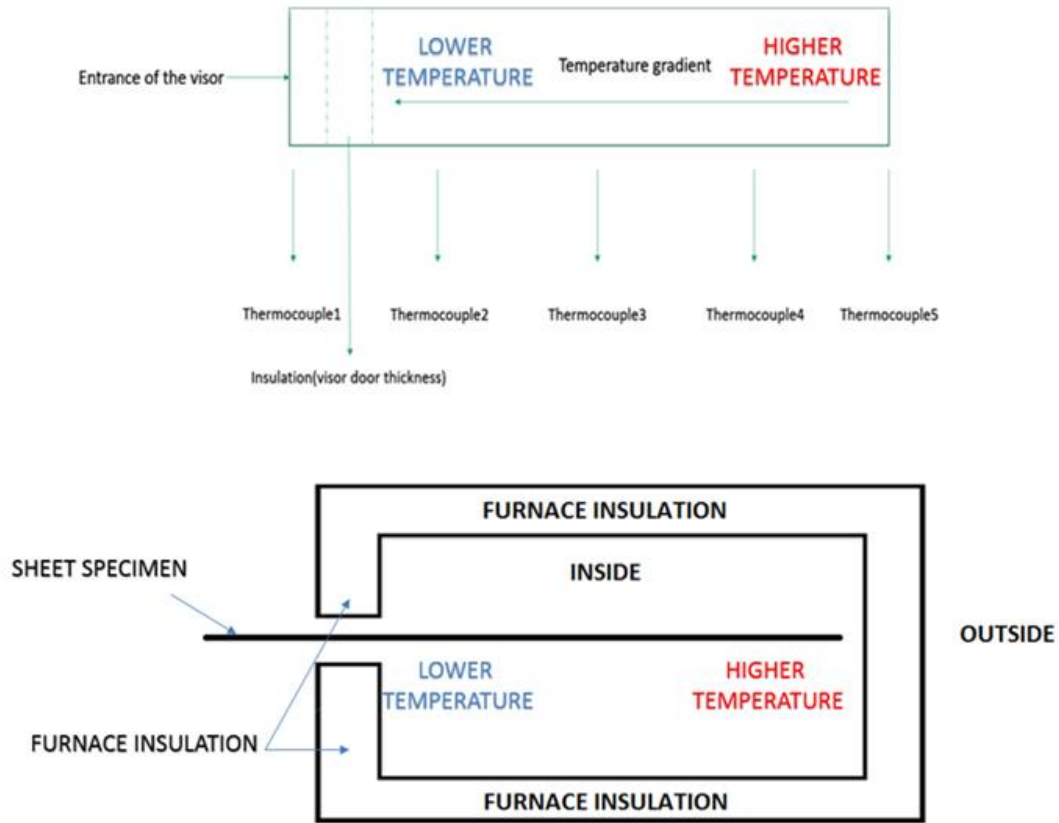 LOWER
TEMPERATURE
Temperature gradient
HIGHER
TEMPERATURE
Entrance of the visor
Thermocouple1
Thermocouple2
Thermocouple3
Thermocouple4
Thermocouple5
Insulation(visor door thickness)
FURNACE INSULATION
SHEET SPECIMEN
INSIDE
OUTSIDE
LOWER
TEMPERATURE
HIGHER
TEMPERATURE
FURNACE INSULATION
FURNACE INSULATION